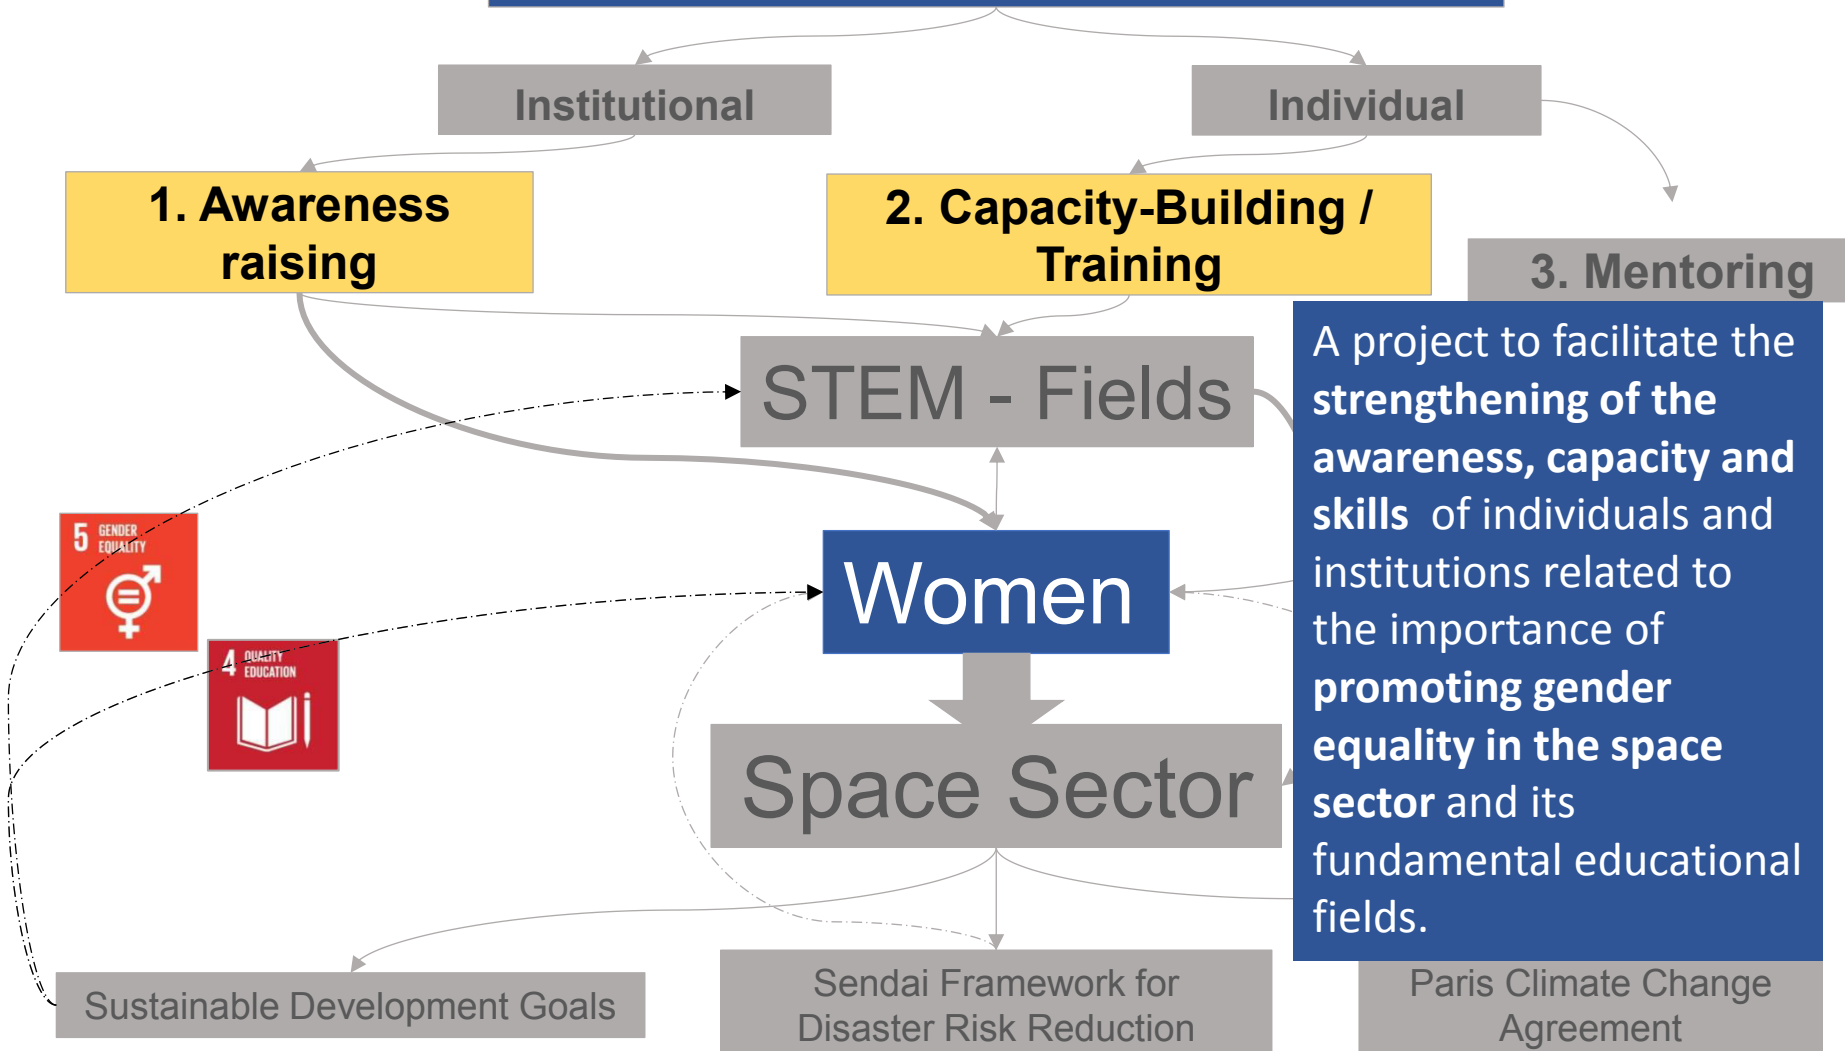 Institutional
Individual
1. Awareness
raising
2. Capacity-Building /
Training
3. Mentoring
STEM - Fields
A project to facilitate the
strengthening of the
awareness, capacity and
skills of individuals and
institutions related to
the importance of
promoting gender
equality in the space
sector and its
fundamental educational
fields.
5 GENDER
EQUALITY
Women
4 QUALITY
EDUCATION
Space Sector
Sustainable Development Goals
Sendai Framework for
Disaster Risk Reduction
Paris Climate Change
Agreement